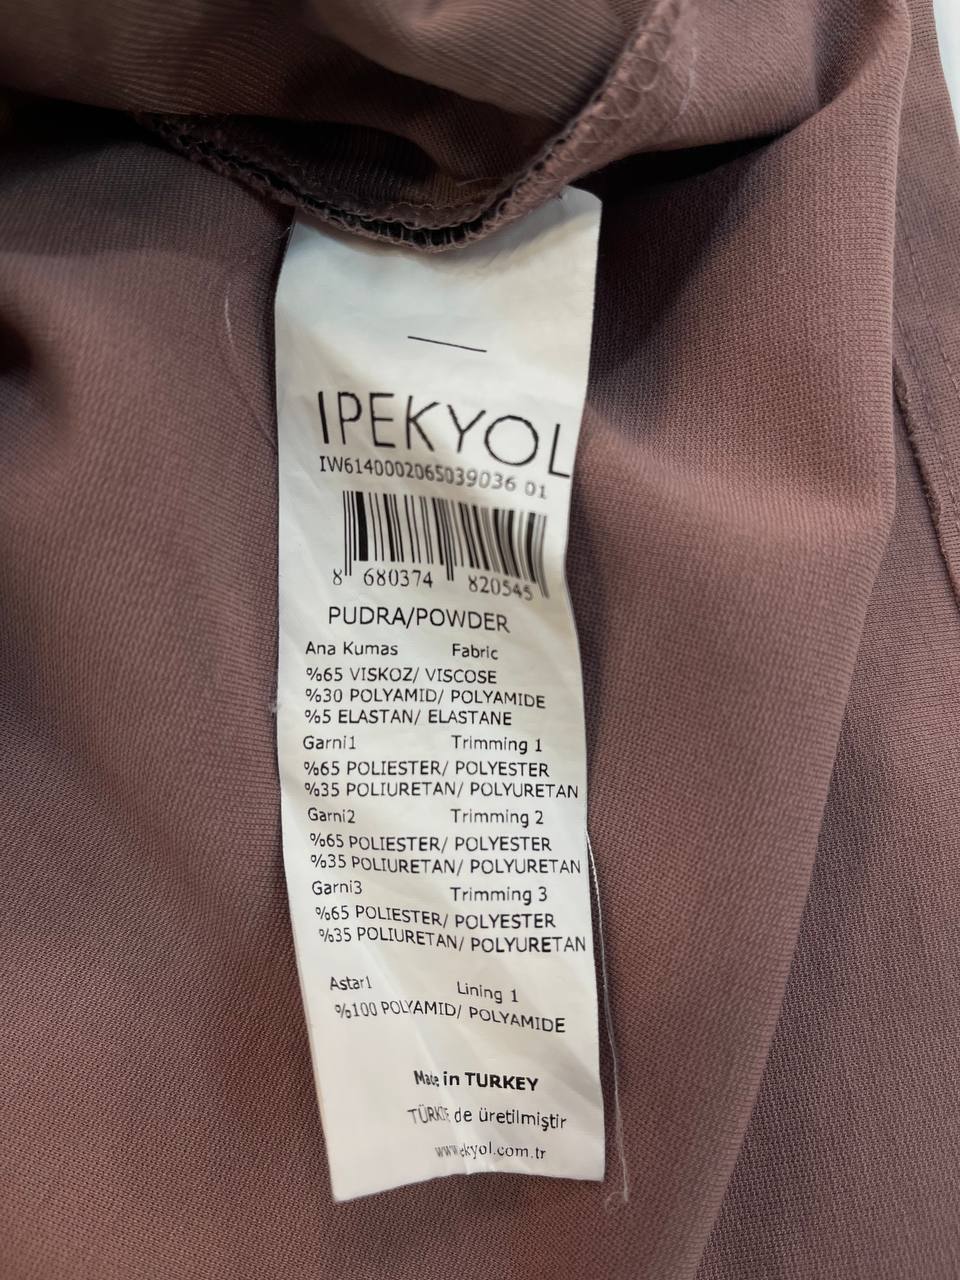 IPEKYOL
IW6140002065039036 01
8 680374 820545
PUDRA/POWDER
Ana Kumas Fabric
%65 VISKOZ/ VISCOSE
%30 POLYAMID/ POLYAMIDE
%5 ELASTAN/ ELASTANE
Garni1 Trimming 1
%65 POLIESTER/ POLYESTER
%35 POLIURETAN/ POLYURETAN
Garni2 Trimming 2
%65 POLIESTER/ POLYESTER
%35 POLIURETAN/ POLYURETAN
Garni3 Trimming 3
%65 POLIESTER/ POLYESTER
%35 POLIURETAN/ POLYURETAN
Astar1 Lining 1
%100 POLYAMID/ POLYAMIDE
Made in TURKEY
TÜRKİYE de üretilmiştir